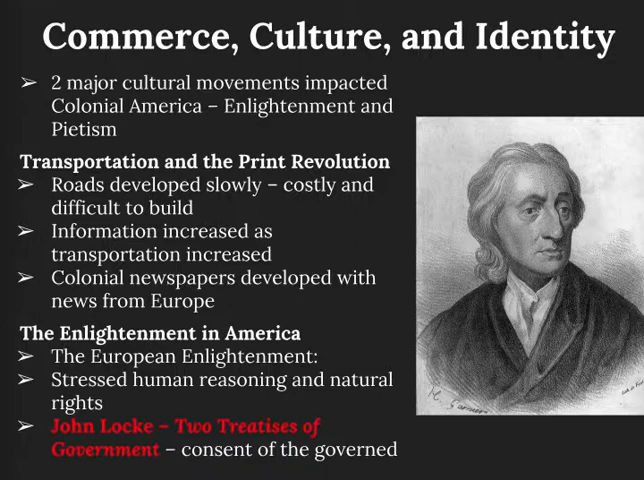 Commerce, Culture, and Identity
➢ 2 major cultural movements impacted
Colonial America – Enlightenment and
Pietism
Transportation and the Print Revolution
➢ Roads developed slowly – costly and
difficult to build
➢ Information increased as
transportation increased
➢ Colonial newspapers developed with
news from Europe
The Enlightenment in America
➢ The European Enlightenment:
➢ Stressed human reasoning and natural
rights
➢ John Locke – Two Treatises of
Government – consent of the governed